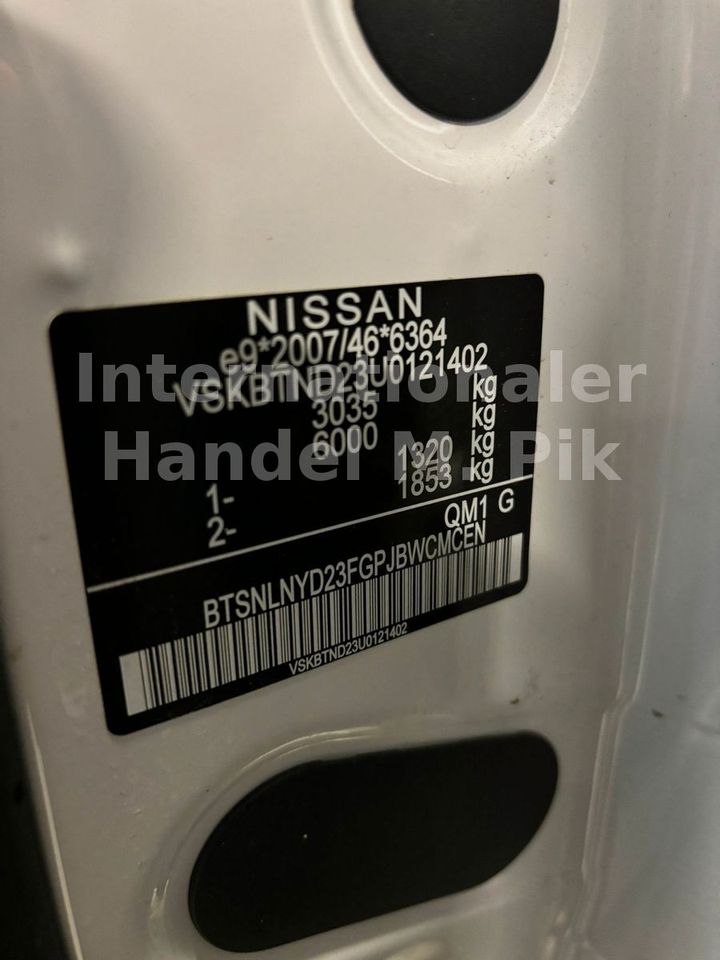 NISSAN
e9*2007/46*6364
VSKBTND23U0121402
3035 kg
6000 kg
1- 1320 kg
2- 1853 kg
QM1 G
BTSNLNYD23FGPJBWCMCEN
VSKBTND23U0121402
Internationaler
Handel M. Pik